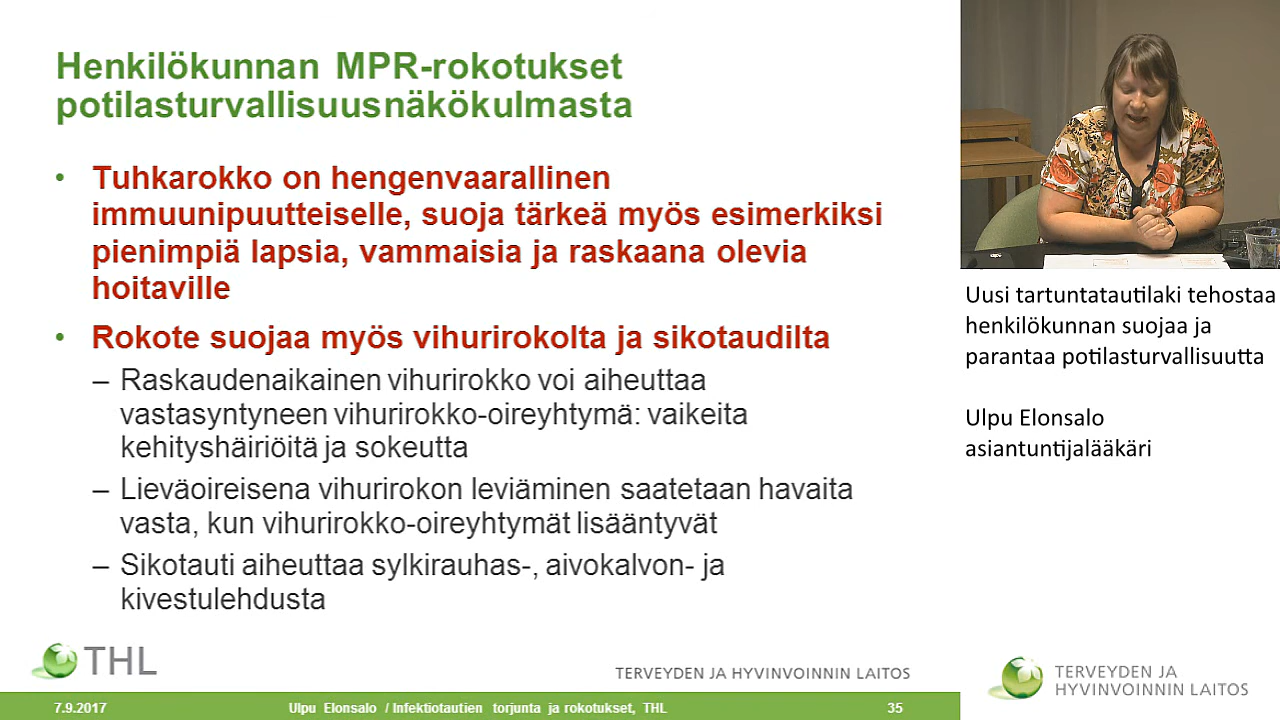 Henkilökunnan MPR-rokotukset
potilasturvallisuusnäkökulmasta
• Tuhkarokko on hengenvaarallinen
immuunipuutteiselle, suoja tärkeä myös esimerkiksi
pienimpiä lapsia, vammaisia ja raskaana olevia
hoitaville
• Rokote suojaa myös vihurirokolta ja sikotaudilta
– Raskaudenaikainen vihurirokko voi aiheuttaa
vastasyntyneen vihurirokko-oireyhtymä: vaikeita
kehityshäiriöitä ja sokeutta
– Lieväoireisena vihurirokon leviäminen saatetaan havaita
vasta, kun vihurirokko-oireyhtymät lisääntyvät
– Sikotauti aiheuttaa sylkirauhas-, aivokalvon- ja
kivestulehdusta
THL
TERVEYDEN JA HYVINVOINNIN LAITOS
7.9.2017 Ulpu Elonsalo / Infektiotautien torjunta ja rokotukset, THL 35
Uusi tartuntatautilaki tehostaa
henkilökunnan suojaa ja
parantaa potilasturvallisuutta
Ulpu Elonsalo
asiantuntijalääkäri
TERVEYDEN JA
HYVINVOINNIN LAITOS